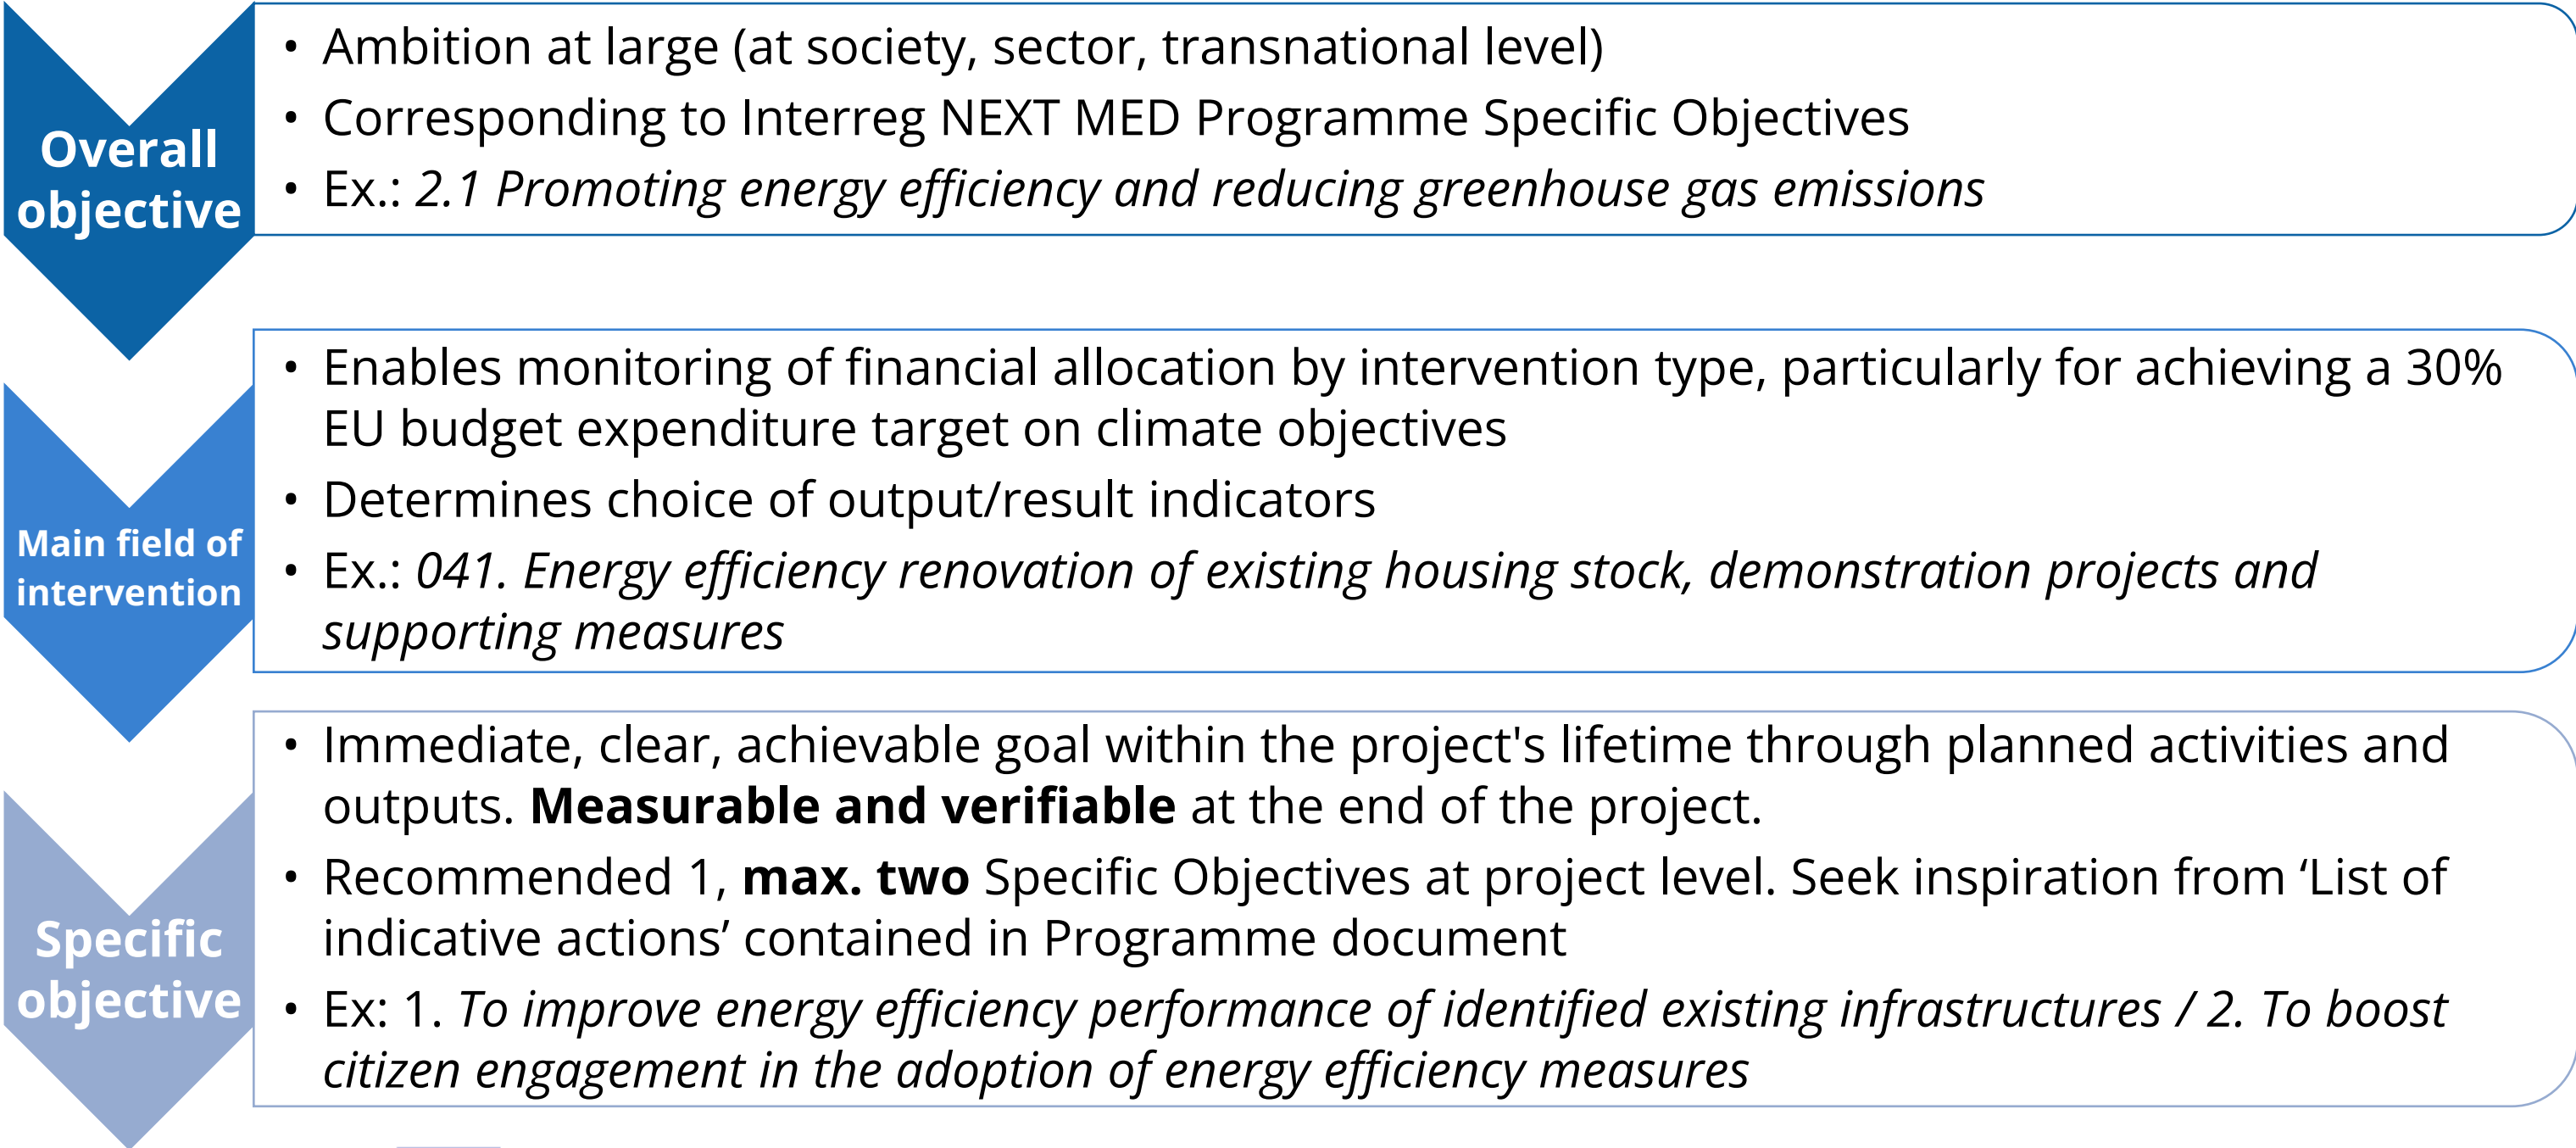 Overall
objective
• Ambition at large (at society, sector, transnational level)
• Corresponding to Interreg NEXT MED Programme Specific Objectives
• Ex.: 2.1 Promoting energy efficiency and reducing greenhouse gas emissions
Main field of
intervention
• Enables monitoring of financial allocation by intervention type, particularly for achieving a 30%
EU budget expenditure target on climate objectives
• Determines choice of output/result indicators
• Ex.: 041. Energy efficiency renovation of existing housing stock, demonstration projects and
supporting measures
Specific
objective
• Immediate, clear, achievable goal within the project's lifetime through planned activities and
outputs. Measurable and verifiable at the end of the project.
• Recommended 1, max. two Specific Objectives at project level. Seek inspiration from ‘List of
indicative actions’ contained in Programme document
• Ex: 1. To improve energy efficiency performance of identified existing infrastructures / 2. To boost
citizen engagement in the adoption of energy efficiency measures